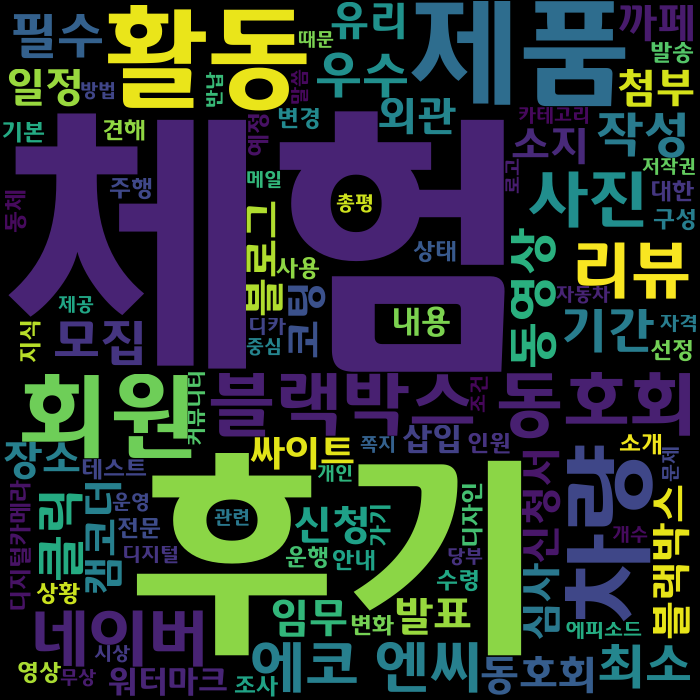 필수
활동
때문
유리
제품
까페
발송
일정
방법
반납
말씀
우수
첨부
기본
견해
예정
변경
외관
카테고리
소지
작성
저작권
동체
주행
체험
메일
총평
로고
사진
대한
구성
블로그
사용
상태
동영상
리뷰
자동차
지식
제공
모집
디카
중심
코팅
내용
기간
자격
선정
회원
커뮤니티
블랙박스
조건
동호회
장소
테스트
싸이트
쪽지
삽입
인원
소개
문제
개인
디지털카메라
클릭
캠코더
운영
전문
디지털
후기
관련
신청
가기
디자인
신청서
차량
블랙박스
개수
상황
운행
안내
당부
수령
심사
에피소드
네이버
시상
임무
변화
발표
영상
무상
워터마크
조사
에코
엔씨
동호회
최소